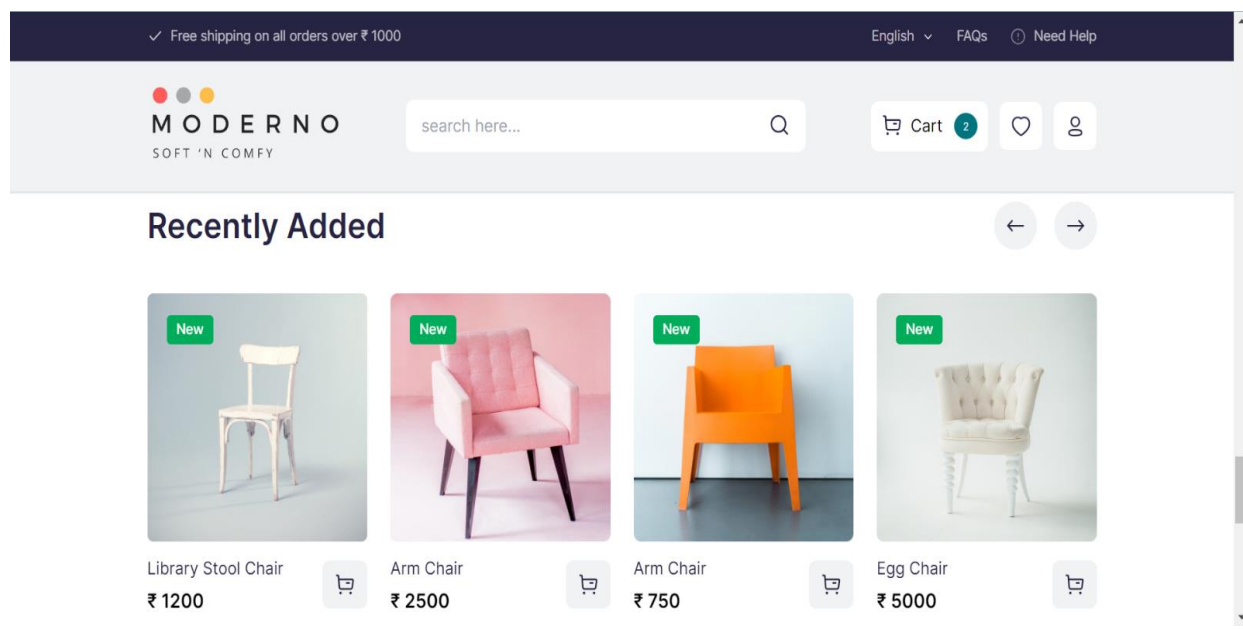 Free shipping on all orders over ₹ 1000
English FAQs Need Help
MODERNO
SOFT 'N COMFY
search here...
Cart 2
Recently Added
New New New New
Library Stool Chair
₹ 1200
Arm Chair
₹ 2500
Arm Chair
₹ 750
Egg Chair
₹ 5000